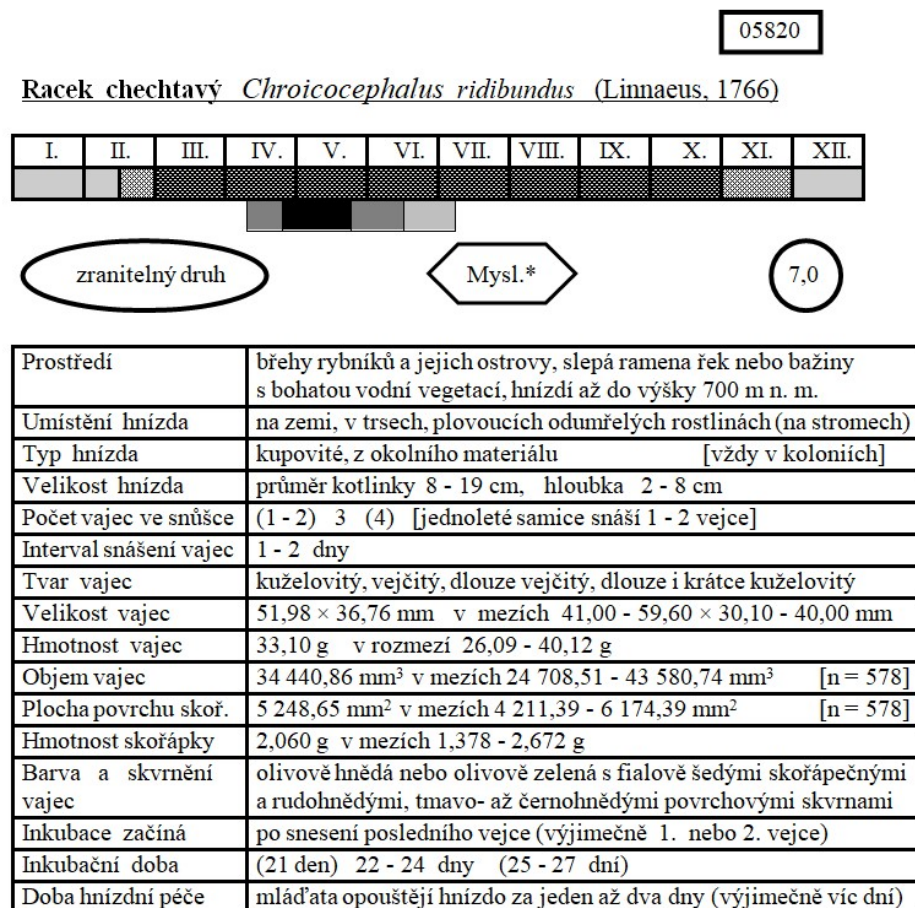 05820
Racek chechtavý Chroicocephalus ridibundus (Linnaeus, 1766)
I. II. III. IV. V. VI. VII. VIII. IX. X. XI. XII.
zranitelný druh Mysl.* 7,0
Prostředí břehy rybníků a jejich ostrovy, slepá ramena řek nebo bažiny
s bohatou vodní vegetací, hnízdí až do výšky 700 m n. m.
Umístění hnízda na zemi, v trsech, plovoucích odumřelých rostlinách (na stromech)
Typ hnízda kupovité, z okolního materiálu [vždy v koloniích]
Velikost hnízda průměr kotlinky 8 - 19 cm, hloubka 2 - 8 cm
Počet vajec ve snůšce (1 - 2) 3 (4) [jednoleté samice snáší 1 - 2 vejce]
Interval snášení vajec 1 - 2 dny
Tvar vajec kuželovitý, vejčitý, dlouze vejčitý, dlouze i krátce kuželovitý
Velikost vajec 51,98 × 36,76 mm v mezích 41,00 - 59,60 × 30,10 - 40,00 mm
Hmotnost vajec 33,10 g v rozmezí 26,09 - 40,12 g
Objem vajec 34 440,86 mm³ v mezích 24 708,51 - 43 580,74 mm³ [n = 578]
Plocha povrchu skoř. 5 248,65 mm² v mezích 4 211,39 - 6 174,39 mm² [n = 578]
Hmotnost skořápky 2,060 g v mezích 1,378 - 2,672 g
Barva a skvrnění olivově hnědá nebo olivově zelená s fialově šedými skořápečnými
vajec a rudohnědými, tmavo- až černohnědými povrchovými skvrnami
Inkubace začíná po snesení posledního vejce (výjimečně 1. nebo 2. vejce)
Inkubační doba (21 den) 22 - 24 dny (25 - 27 dní)
Doba hnízdní péče mláďata opouštějí hnízdo za jeden až dva dny (výjimečně víc dní)